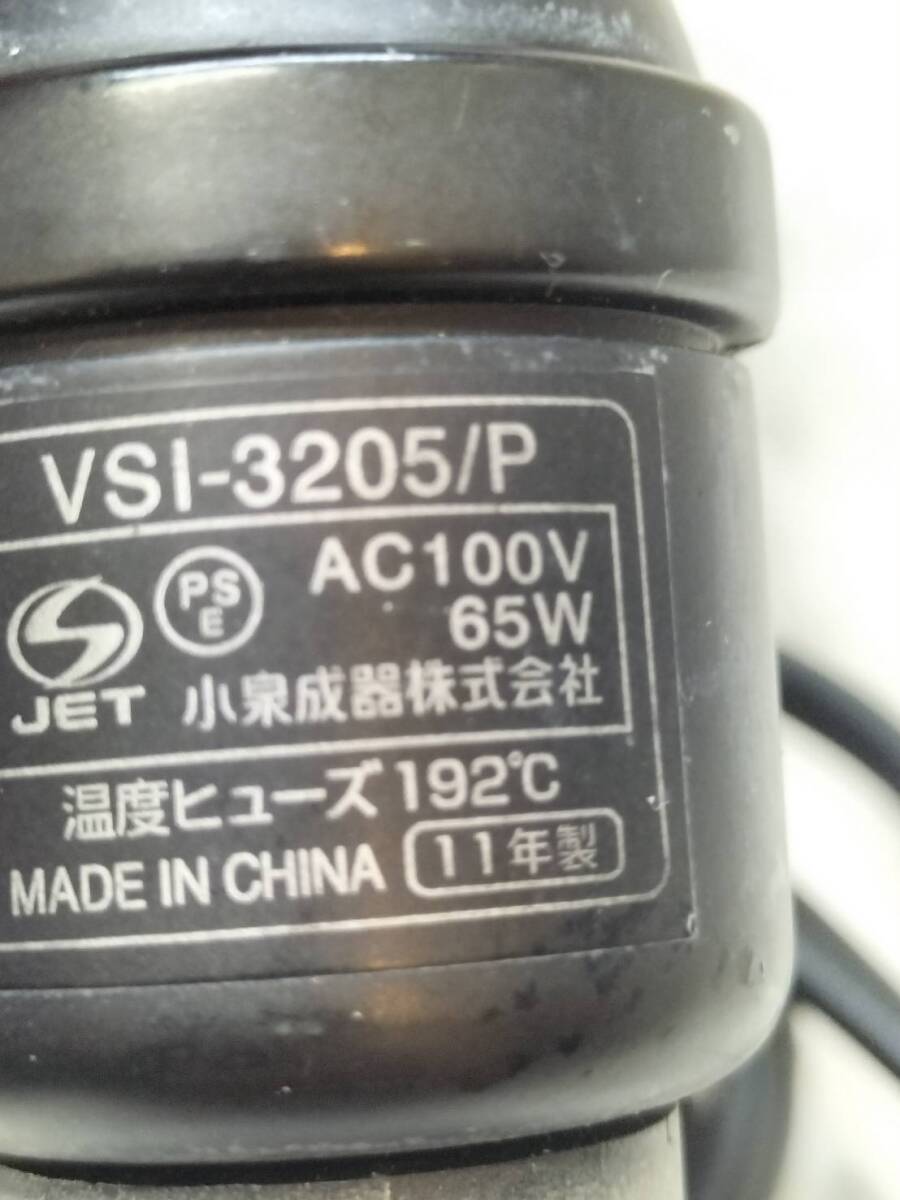 VSI-3205/P
PS
E
AC100V
65W
JET
小泉成器株式会社
温度ヒューズ192℃
MADE IN CHINA
11年製